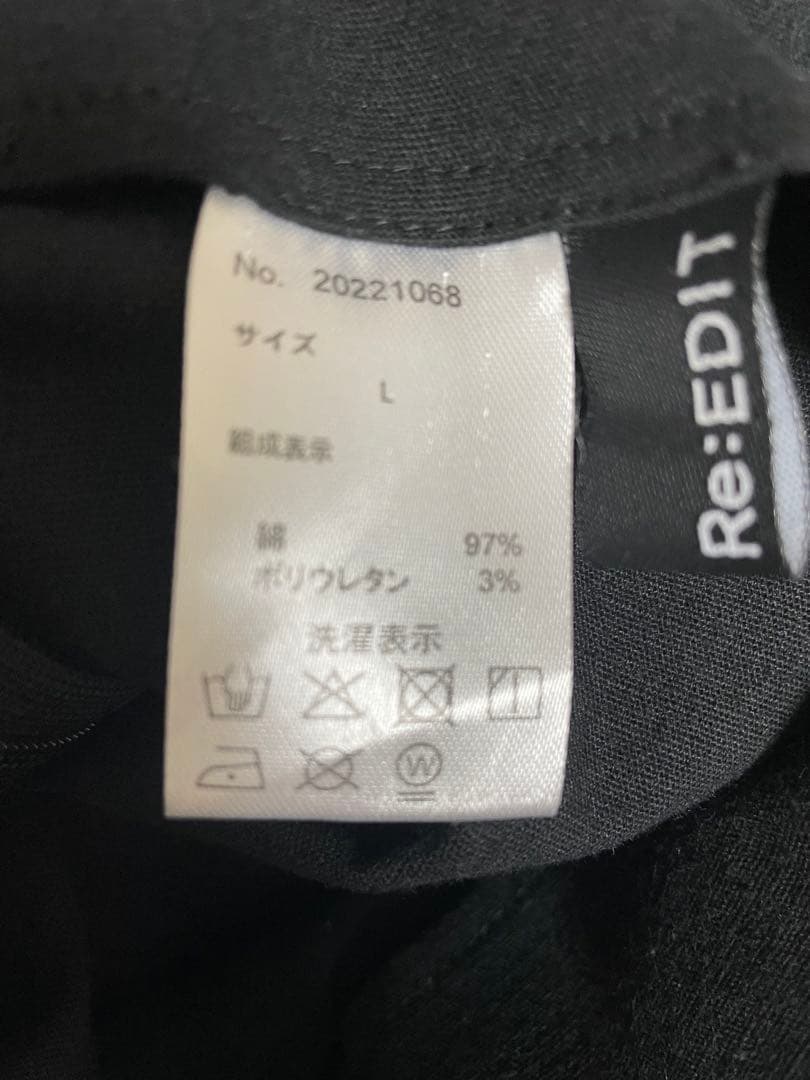 No. 20221068
サイズ
L
組成表示
綿 97%
ポリウレタン 3%
洗濯表示
W
Re:EDIT